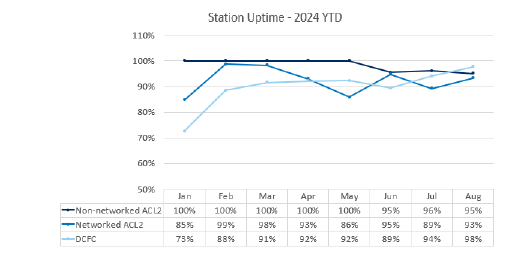 Station Uptime - 2024 YTD
110%
100%
90%
80%
70%
60%
50%
Jan Feb Mar Apr May Jun Jul Aug
Non-networked ACL2 100% 100% 100% 100% 100% 95% 96% 95%
Networked ACL2 85% 99% 98% 93% 86% 95% 89% 93%
DCFC 73% 88% 91% 92% 92% 89% 94% 98%